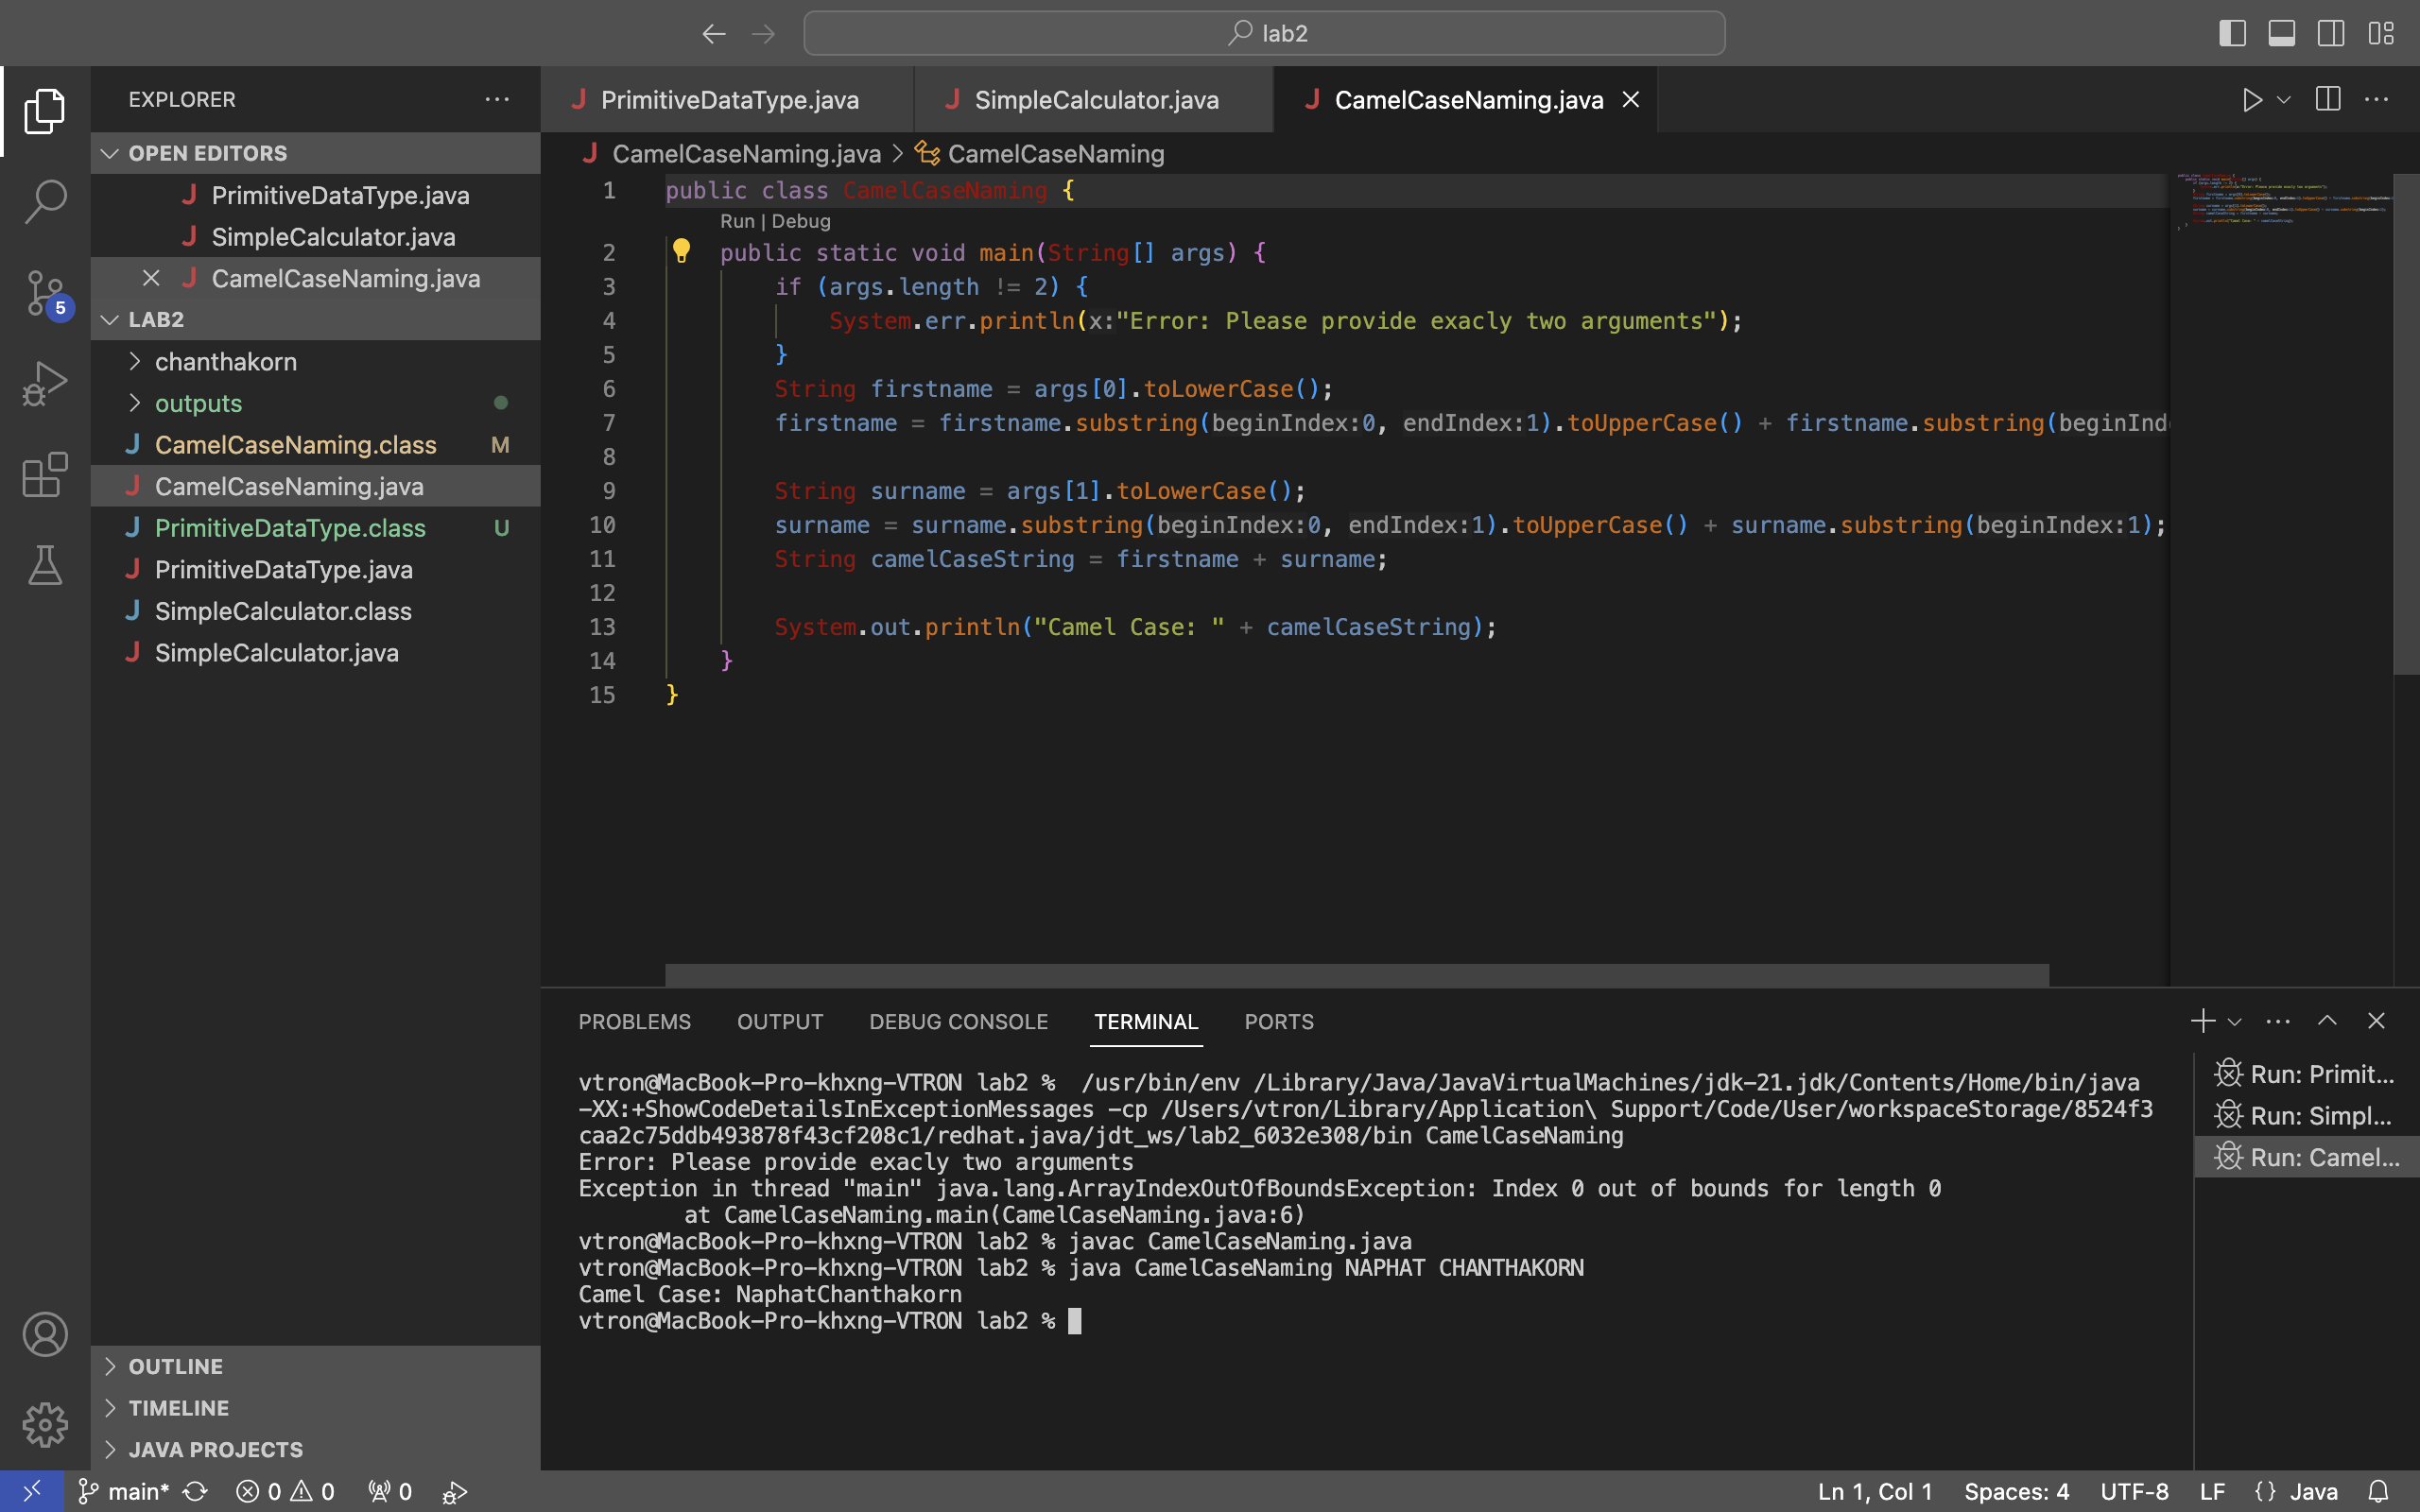 lab2
EXPLORER
OPEN EDITORS
PrimitiveDataType.java
SimpleCalculator.java
CamelCaseNaming.java
LAB2
chanthakorn
outputs
CamelCaseNaming.class M
CamelCaseNaming.java
PrimitiveDataType.class U
PrimitiveDataType.java
SimpleCalculator.class
SimpleCalculator.java
OUTLINE
TIMELINE
JAVA PROJECTS
5
PrimitiveDataType.java SimpleCalculator.java CamelCaseNaming.java
CamelCaseNaming.java > CamelCaseNaming
1 public class CamelCaseNaming {
Run | Debug
2 public static void main(String[] args) {
3 if (args.length != 2) {
4 System.err.println(x:"Error: Please provide exacly two arguments");
5 }
6 String firstname = args[0].toLowerCase();
7 firstname = firstname.substring(beginIndex:0, endIndex:1).toUpperCase() + firstname.substring(beginInd
8
9 String surname = args[1].toLowerCase();
10 surname = surname.substring(beginIndex:0, endIndex:1).toUpperCase() + surname.substring(beginIndex:1);
11 String camelCaseString = firstname + surname;
12
13 System.out.println("Camel Case: " + camelCaseString);
14 }
15 }
PROBLEMS OUTPUT DEBUG CONSOLE TERMINAL PORTS
vtron@MacBook-Pro-khxng-VTRON lab2 %  /usr/bin/env /Library/Java/JavaVirtualMachines/jdk-21.jdk/Contents/Home/bin/java
-XX:+ShowCodeDetailsInExceptionMessages -cp /Users/vtron/Library/Application\ Support/Code/User/workspaceStorage/8524f3
caa2c75ddb493878f43cf208c1/redhat.java/jdt_ws/lab2_6032e308/bin CamelCaseNaming
Error: Please provide exacly two arguments
Exception in thread "main" java.lang.ArrayIndexOutOfBoundsException: Index 0 out of bounds for length 0
at CamelCaseNaming.main(CamelCaseNaming.java:6)
vtron@MacBook-Pro-khxng-VTRON lab2 % javac CamelCaseNaming.java
vtron@MacBook-Pro-khxng-VTRON lab2 % java CamelCaseNaming NAPHAT CHANTHAKORN
Camel Case: NaphatChanthakorn
vtron@MacBook-Pro-khxng-VTRON lab2 %
Run: Primit...
Run: Simpl...
Run: Camel...
main* 0 0 0 Ln 1, Col 1 Spaces: 4 UTF-8 LF {} Java